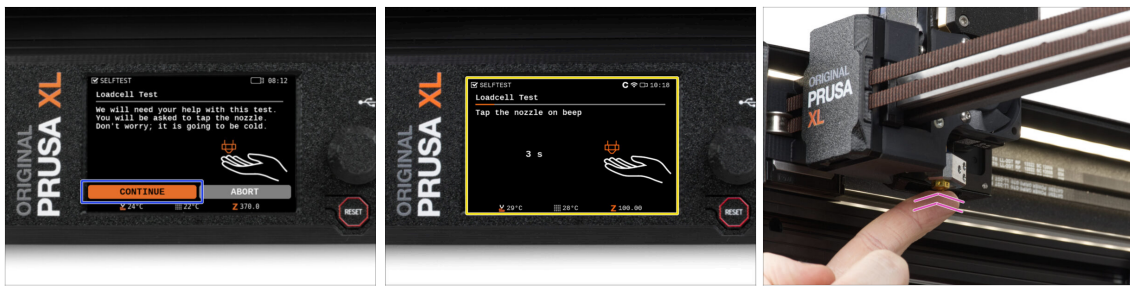 ORIGINAL
PRUSA XL
SELFTEST
08:12
Loadcell Test
We will need your help with this test.
You will be asked to tap the nozzle.
Don't worry; it is going to be cold.
CONTINUE
ABORT
24°C
22°C
Z 370.0
RESET
ORIGINAL
PRUSA XL
SELFTEST
10:18
Loadcell Test
Tap the nozzle on beep
3 s
29°C
28°C
Z 100.00
RESET
ORIGINAL
PRUSA
XL